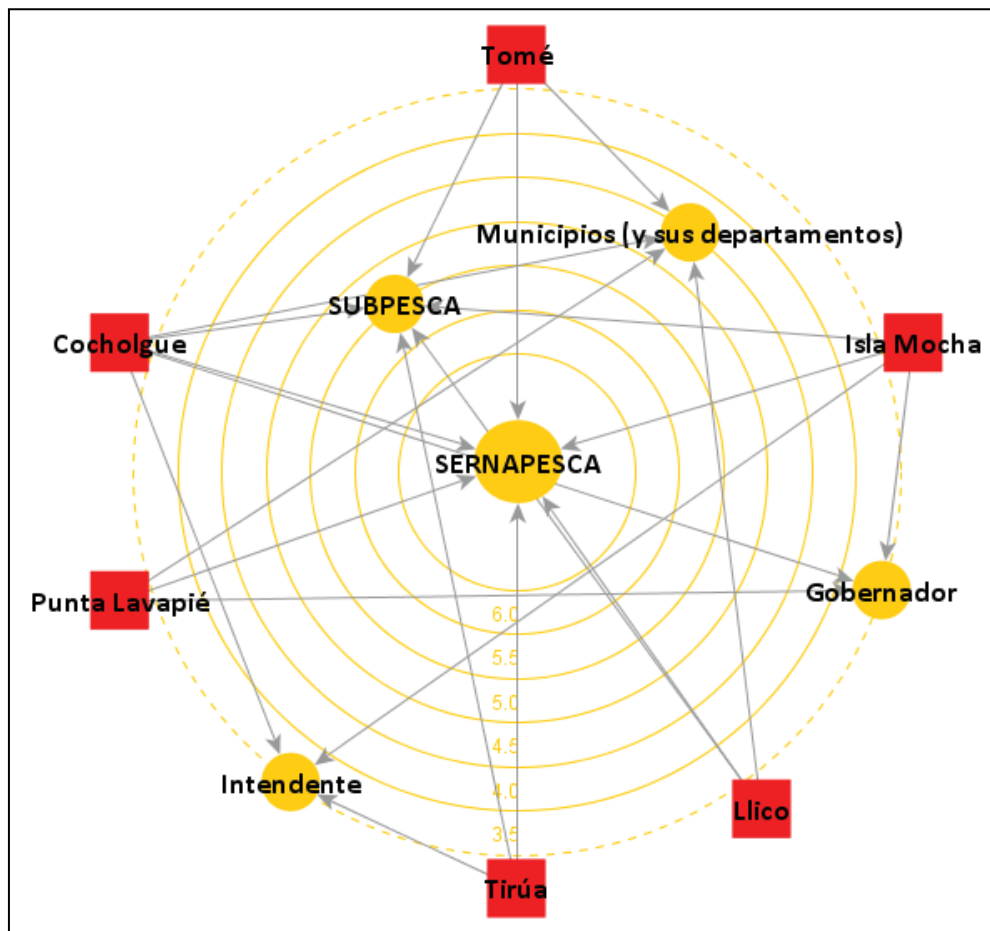 Tomé
Municipios (y sus departamentos)
SUBPESCA
Cocholgue
Isla Mocha
SERNAPESCA
Gobernador
Punta Lavapié
6.0
5.5
5.0
4.5
Intendente
4.0
Llico
3.5
Tirúa